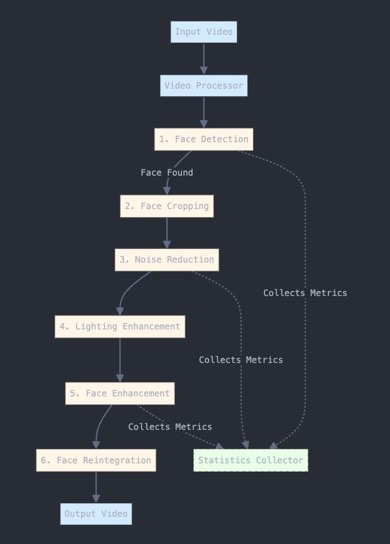 Input Video
Video Processor
1. Face Detection
Face Found
2. Face Cropping
3. Noise Reduction
Collects Metrics
4. Lighting Enhancement
Collects Metrics
5. Face Enhancement
Collects Metrics
6. Face Reintegration
Statistics Collector
Output Video